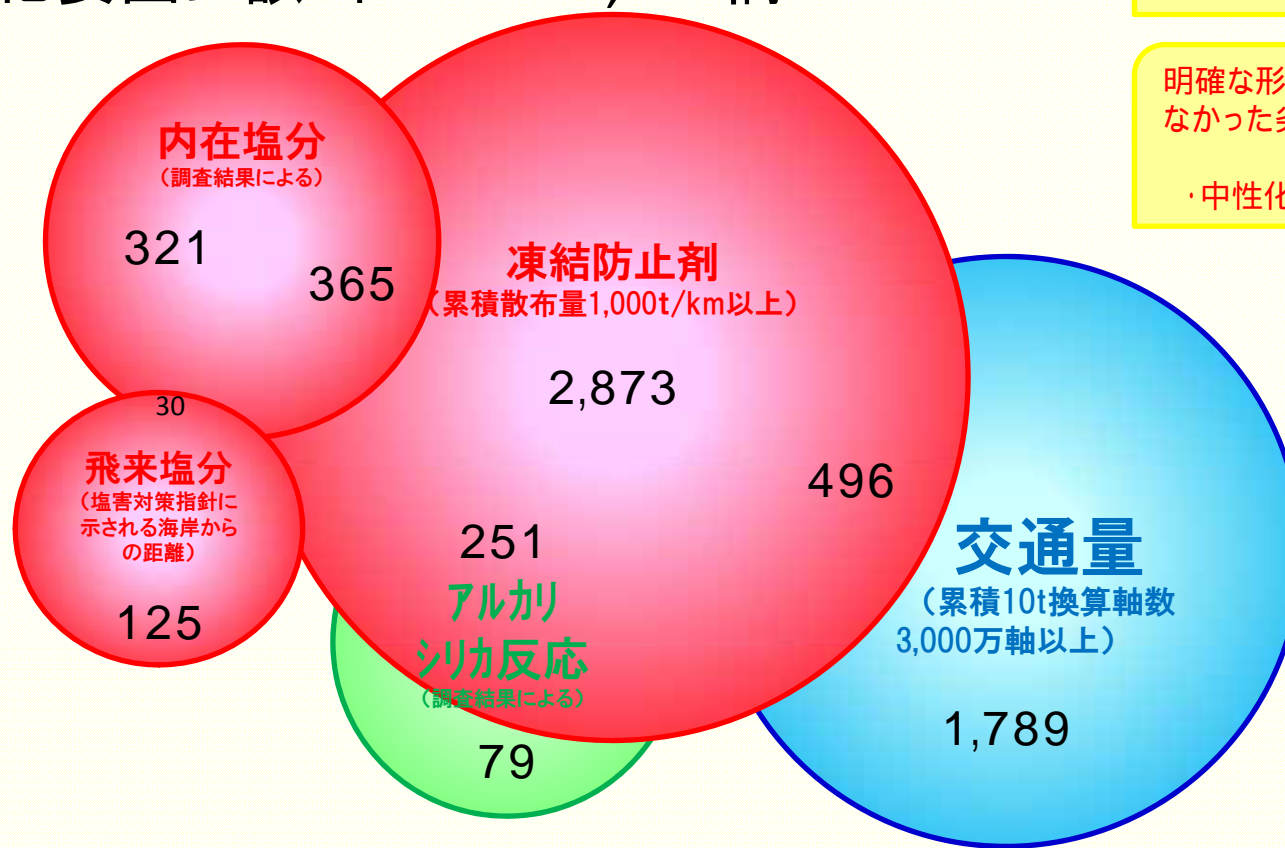 明確な形
なかった
・中性化
内在塩分
（調査結果による）
321
365
凍結防止剤
（累積散布量1,000t/km以上）
2,873
496
30
飛来塩分
（塩害対策指針に
示される海岸から
の距離）
125
251
アルカリ
シリカ反応
（調査結果による）
79
交通量
（累積10t換算軸数
3,000万軸以上）
1,789